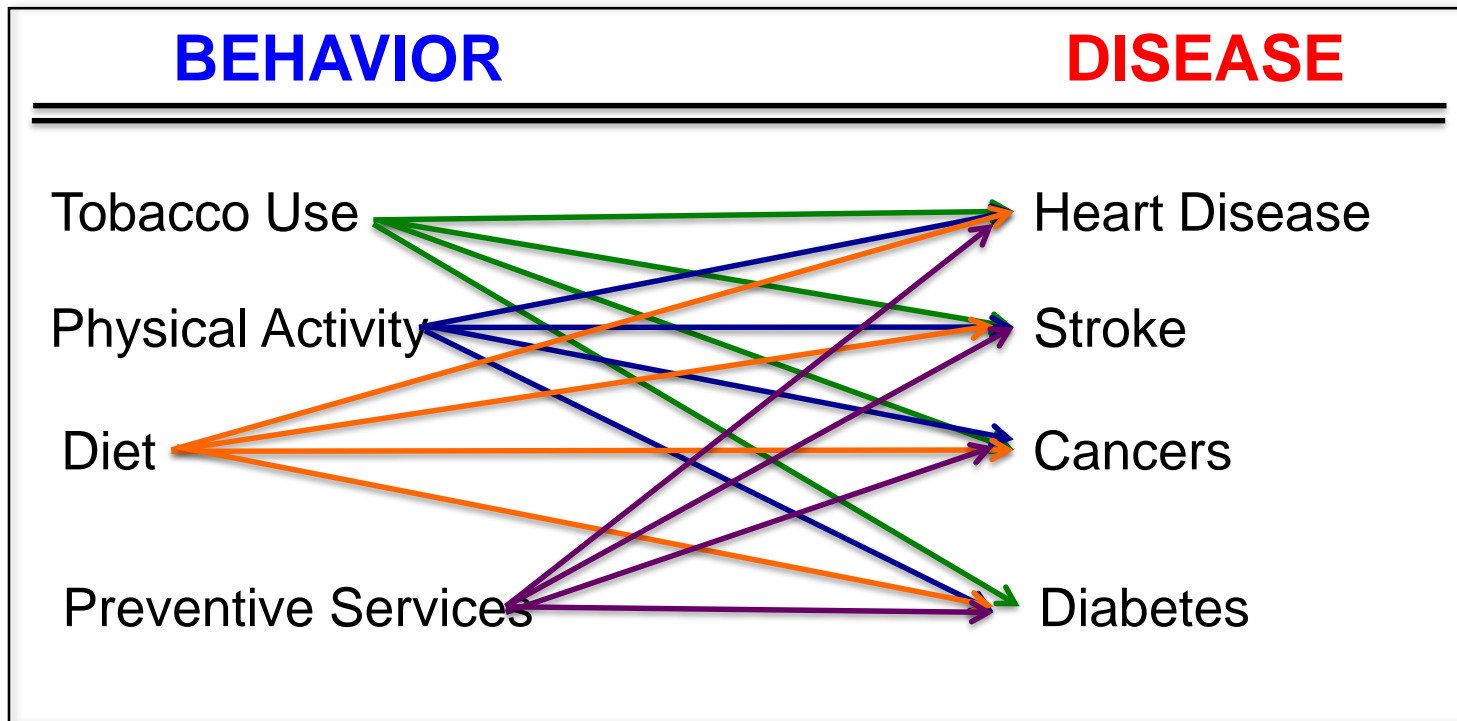 BEHAVIOR DISEASE
Tobacco Use Heart Disease
Physical Activity Stroke
Diet Cancers
Preventive Services Diabetes